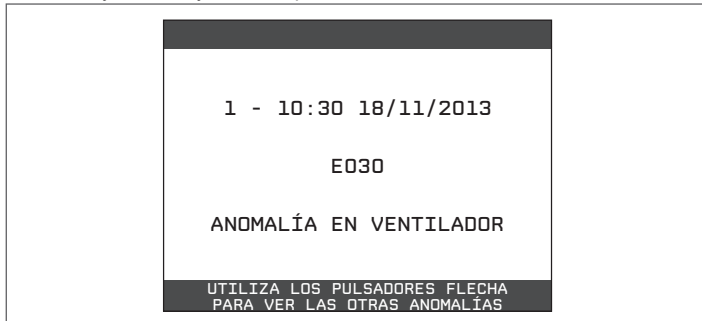 1 - 10:30 18/11/2013
E030
ANOMALÍA EN VENTILADOR
UTILIZA LOS PULSADORES FLECHA
PARA VER LAS OTRAS ANOMALÍAS